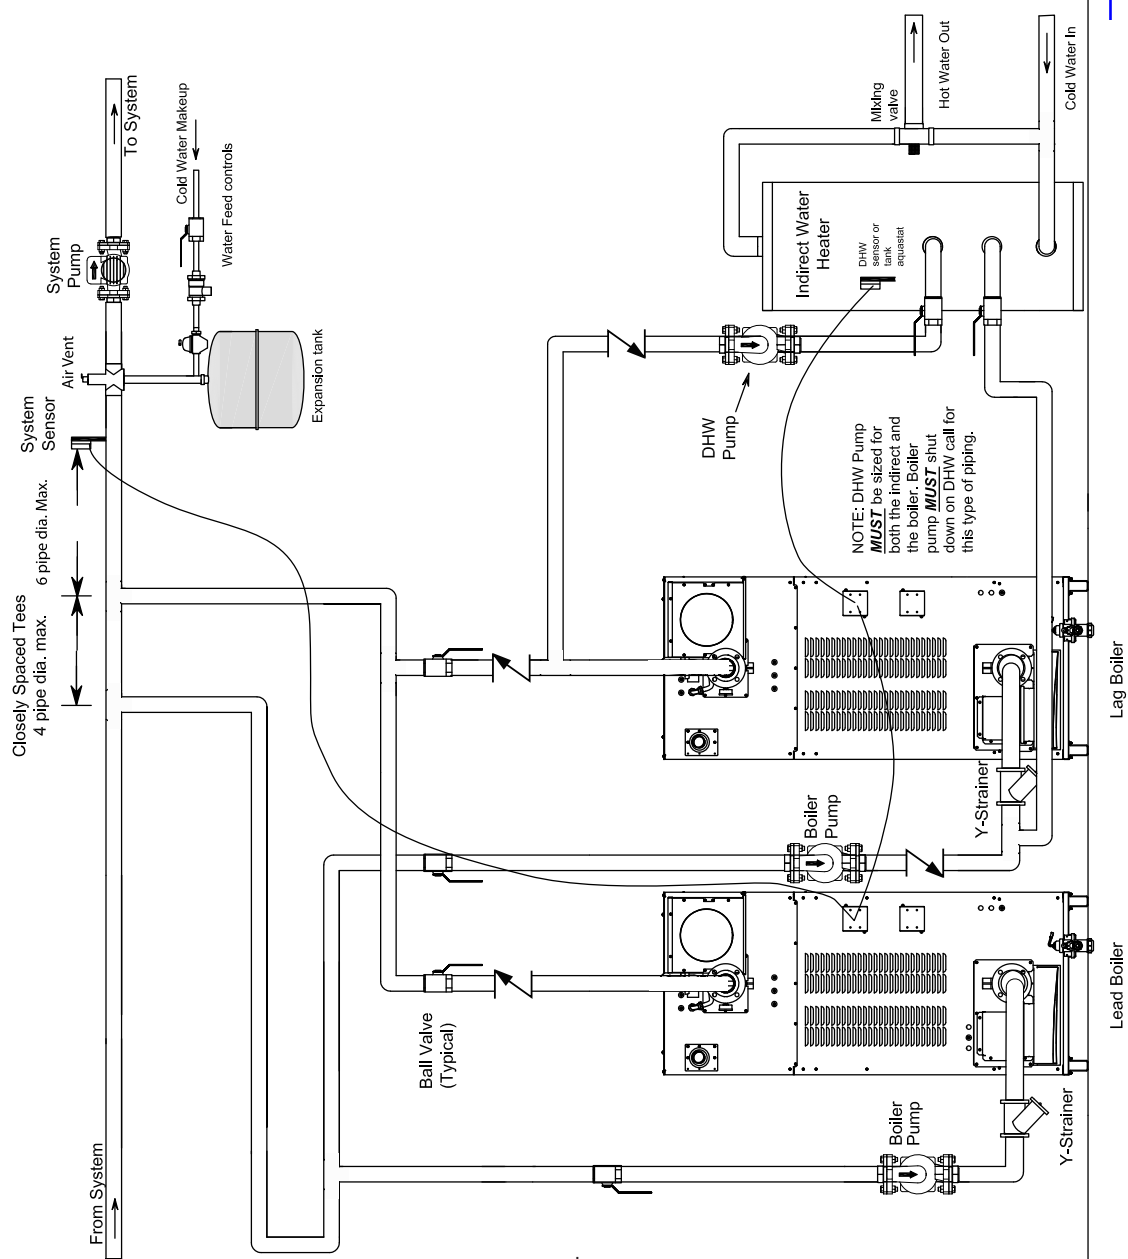 From System
Closely Spaced Tees
4 pipe dia. max.
6 pipe dia. Max.
System
Sensor
Air Vent
System
Pump
To System
Cold Water Makeup
Water Feed controls
Expansion tank
Ball Valve
(Typical)
Boiler
Pump
Y-Strainer
Lead Boiler
Boiler
Pump
Y-Strainer
Lag Boiler
DHW
Pump
NOTE: DHW Pump
MUST be sized for
both the indirect and
the boiler. Boiler
pump MUST shut
down on DHW call for
this type of piping.
Indirect Water
Heater
DHW
sensor or
tank
aquastat
Mixing
valve
Hot Water Out
Cold Water In